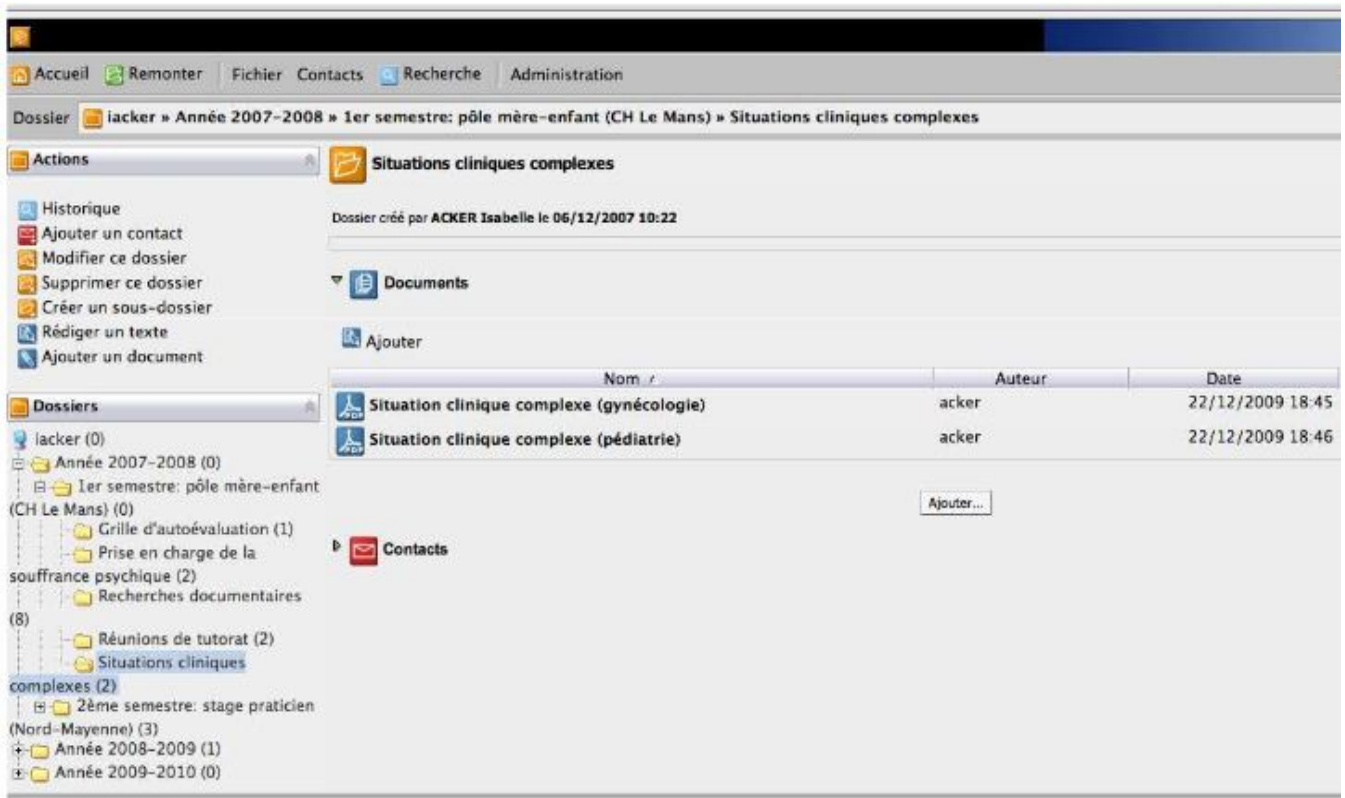 Accueil Remonter Fichier Contacts Recherche Administration
Dossier iacker » Année 2007-2008 » 1er semestre: pôle mère-enfant (CH Le Mans) » Situations cliniques complexes
Actions
Historique
Ajouter un contact
Modifier ce dossier
Supprimer ce dossier
Créer un sous-dossier
Rédiger un texte
Ajouter un document
Dossiers
iacker (0)
Année 2007-2008 (0)
1er semestre: pôle mère-enfant
(CH Le Mans) (0)
Grille d'autoévaluation (1)
Prise en charge de la
souffrance psychique (2)
Recherches documentaires
(8)
Réunions de tutorat (2)
Situations cliniques
complexes (2)
2ème semestre: stage praticien
(Nord-Mayenne) (3)
Année 2008-2009 (1)
Année 2009-2010 (0)
Situations cliniques complexes
Dossier créé par ACKER Isabelle le 06/12/2007 10:22
Documents
Ajouter
Nom Auteur Date
Situation clinique complexe (gynécologie) acker 22/12/2009 18:45
Situation clinique complexe (pédiatrie) acker 22/12/2009 18:46
Ajouter...
Contacts